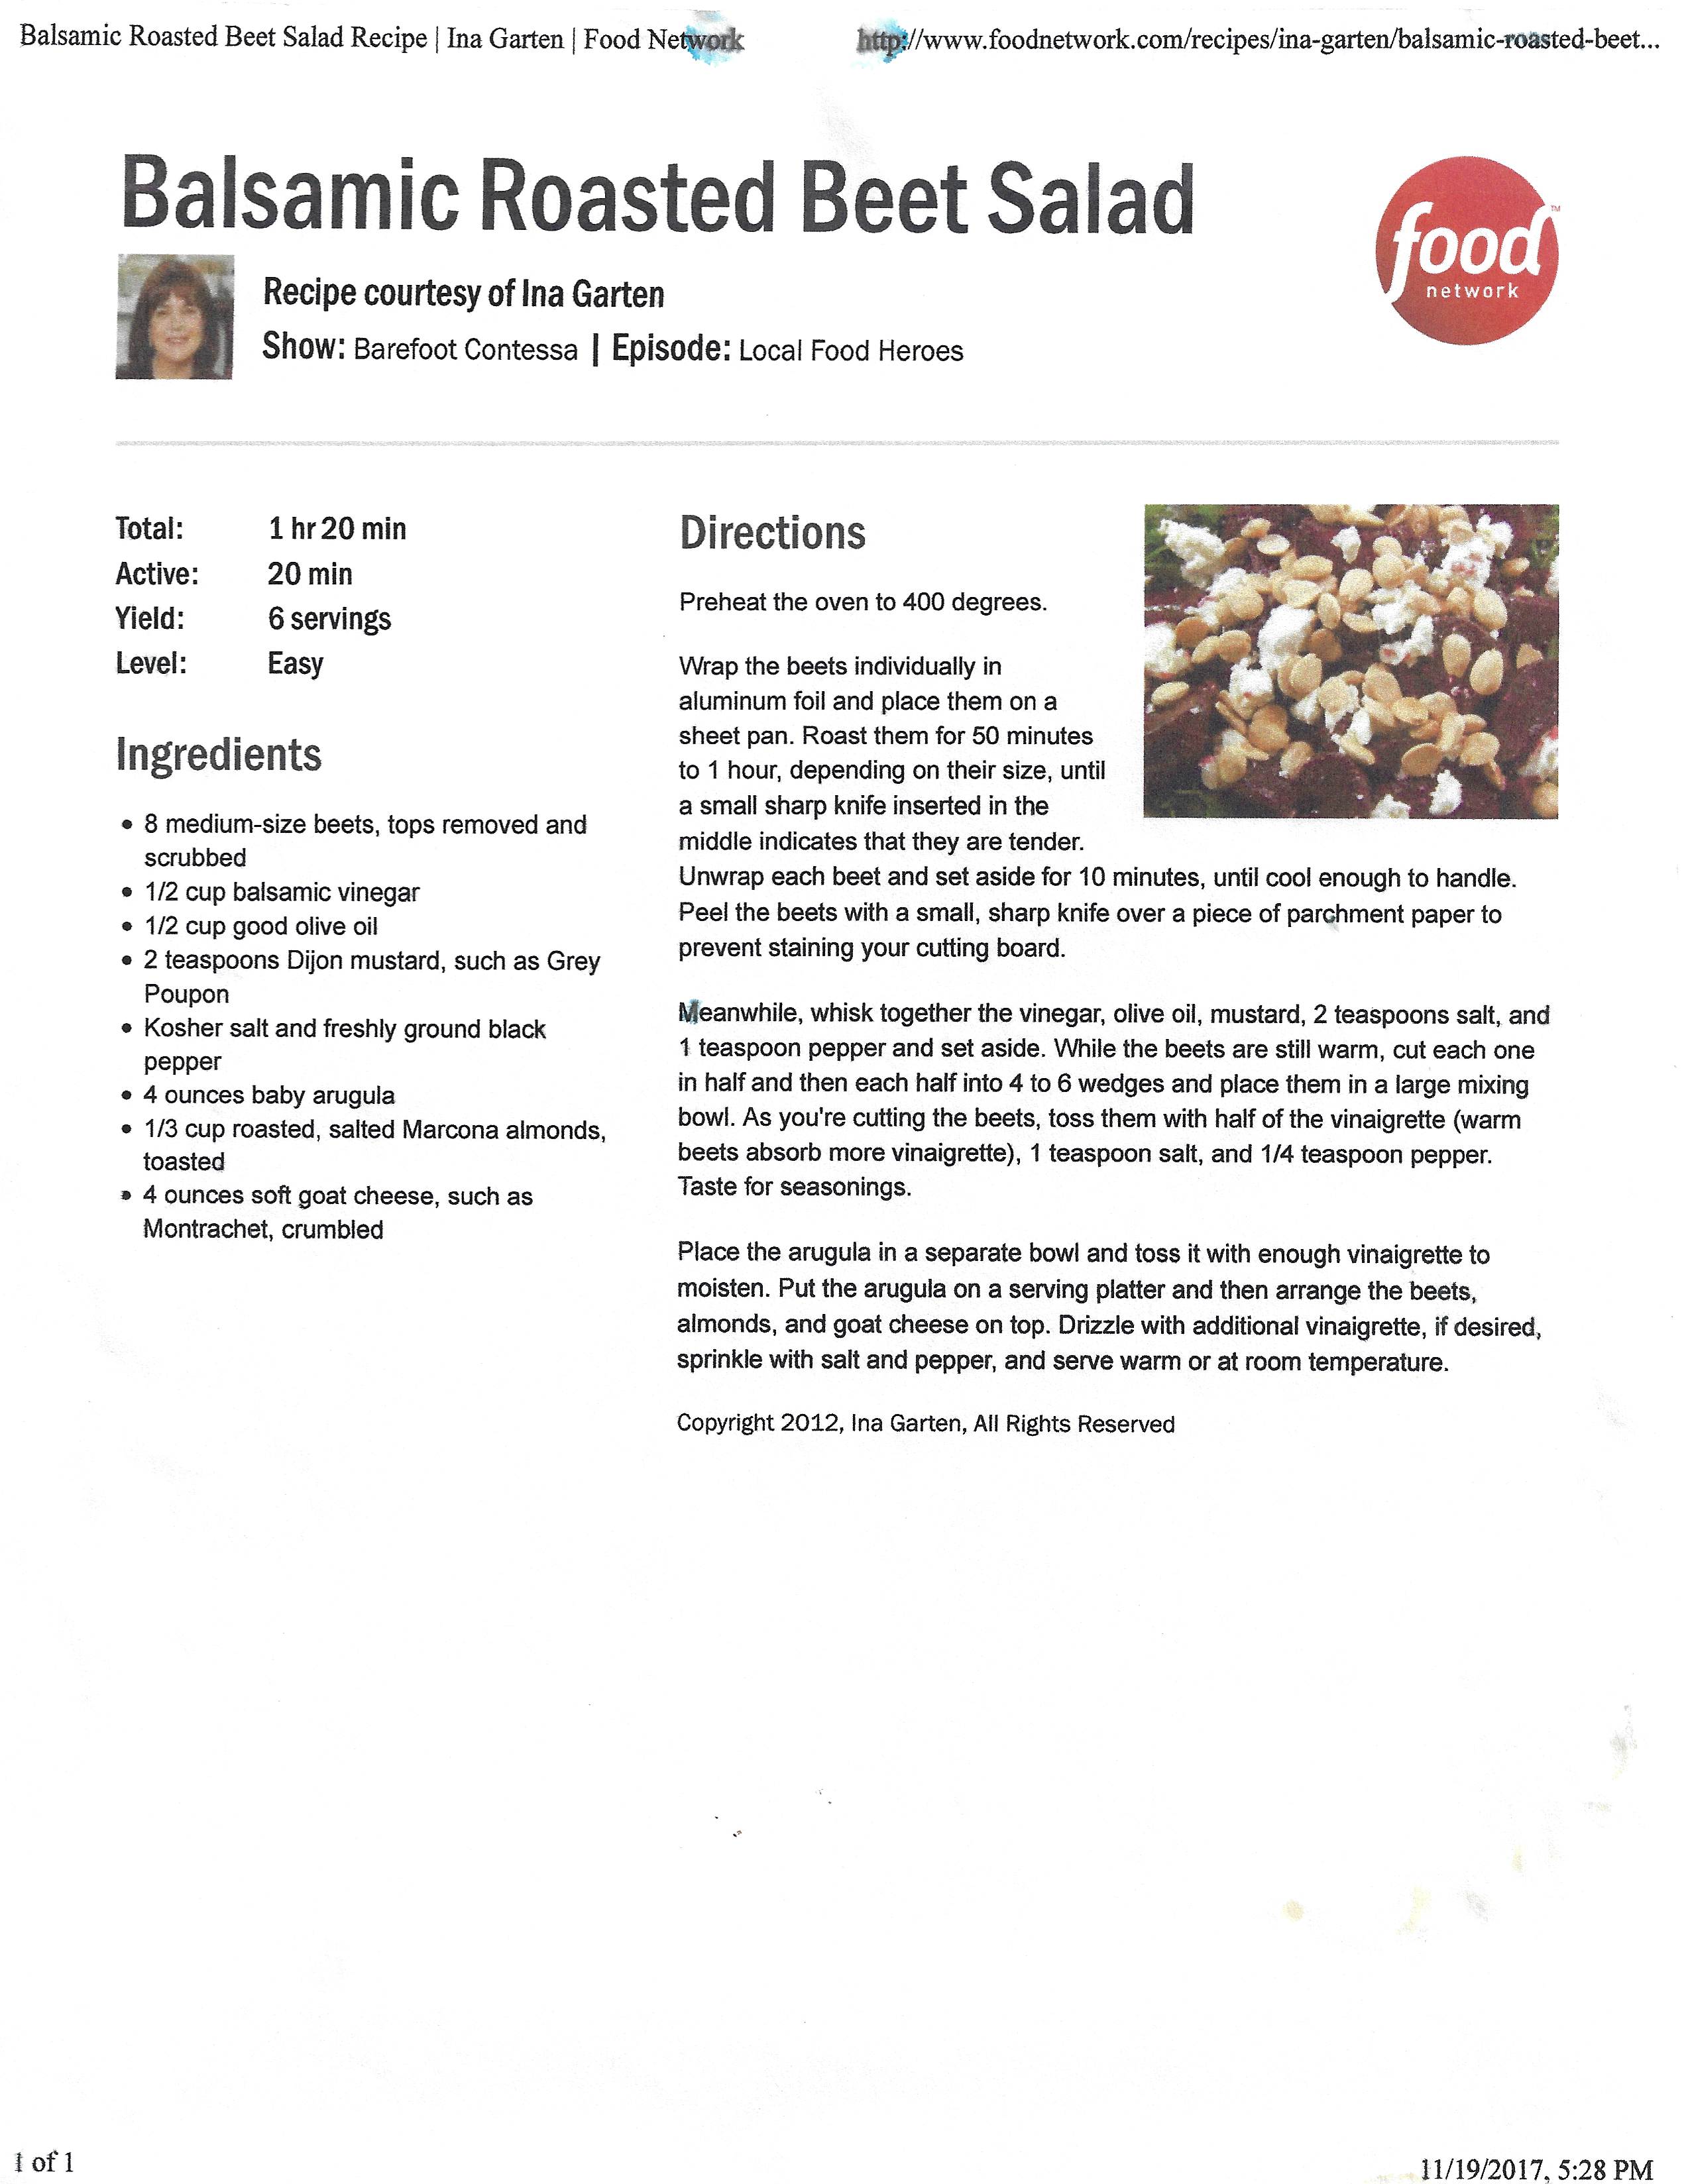 Balsamic Roasted Beet Salad Recipe | Ina Garten | Food Network http://www.foodnetwork.com/recipes/ina-garten/balsamic-roasted-beet...
Balsamic Roasted Beet Salad
food™
network
Recipe courtesy of Ina Garten
Show: Barefoot Contessa | Episode: Local Food Heroes
Total: 1 hr 20 min
Active: 20 min
Yield: 6 servings
Level: Easy
Ingredients
• 8 medium-size beets, tops removed and
scrubbed
• 1/2 cup balsamic vinegar
• 1/2 cup good olive oil
• 2 teaspoons Dijon mustard, such as Grey
Poupon
• Kosher salt and freshly ground black
pepper
• 4 ounces baby arugula
• 1/3 cup roasted, salted Marcona almonds,
toasted
• 4 ounces soft goat cheese, such as
Montrachet, crumbled
Directions
Preheat the oven to 400 degrees.
Wrap the beets individually in
aluminum foil and place them on a
sheet pan. Roast them for 50 minutes
to 1 hour, depending on their size, until
a small sharp knife inserted in the
middle indicates that they are tender.
Unwrap each beet and set aside for 10 minutes, until cool enough to handle.
Peel the beets with a small, sharp knife over a piece of parchment paper to
prevent staining your cutting board.
Meanwhile, whisk together the vinegar, olive oil, mustard, 2 teaspoons salt, and
1 teaspoon pepper and set aside. While the beets are still warm, cut each one
in half and then each half into 4 to 6 wedges and place them in a large mixing
bowl. As you're cutting the beets, toss them with half of the vinaigrette (warm
beets absorb more vinaigrette), 1 teaspoon salt, and 1/4 teaspoon pepper.
Taste for seasonings.
Place the arugula in a separate bowl and toss it with enough vinaigrette to
moisten. Put the arugula on a serving platter and then arrange the beets,
almonds, and goat cheese on top. Drizzle with additional vinaigrette, if desired,
sprinkle with salt and pepper, and serve warm or at room temperature.
Copyright 2012, Ina Garten, All Rights Reserved
1 of 1 11/19/2017, 5:28 PM